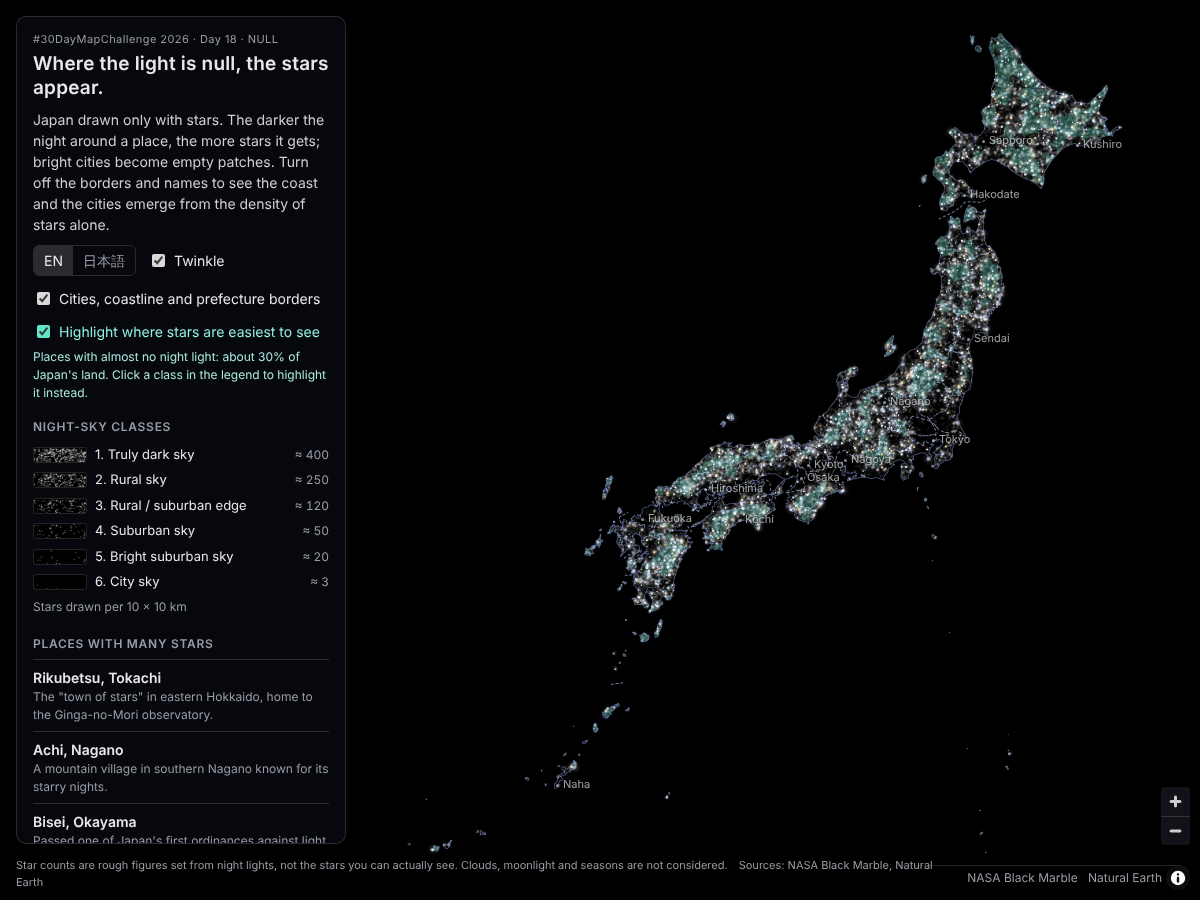 #30DayMapChallenge 2026 · Day 18 · NULL
Where the light is null, the stars
appear.
Japan drawn only with stars. The darker the
night around a place, the more stars it gets;
bright cities become empty patches. Turn
off the borders and names to see the coast
and the cities emerge from the density of
stars alone.
EN 日本語 Twinkle
Cities, coastline and prefecture borders
Highlight where stars are easiest to see
Places with almost no night light: about 30% of
Japan's land. Click a class in the legend to highlight
it instead.
NIGHT-SKY CLASSES
1. Truly dark sky ≈ 400
2. Rural sky ≈ 250
3. Rural / suburban edge ≈ 120
4. Suburban sky ≈ 50
5. Bright suburban sky ≈ 20
6. City sky ≈ 3
Stars drawn per 10 × 10 km
PLACES WITH MANY STARS
Rikubetsu, Tokachi
The "town of stars" in eastern Hokkaido, home to
the Ginga-no-Mori observatory.
Achi, Nagano
A mountain village in southern Nagano known for its
starry nights.
Bisei, Okayama
Passed one of Japan's first ordinances against light
Sapporo
Kushiro
Hakodate
Sendai
Nagano
Tokyo
Nagoya
Kyoto
Osaka
Hiroshima
Kochi
Fukuoka
Naha
+
−
Star counts are rough figures set from night lights, not the stars you can actually see. Clouds, moonlight and seasons are not considered. Sources: NASA Black Marble, Natural
Earth
NASA Black Marble Natural Earth